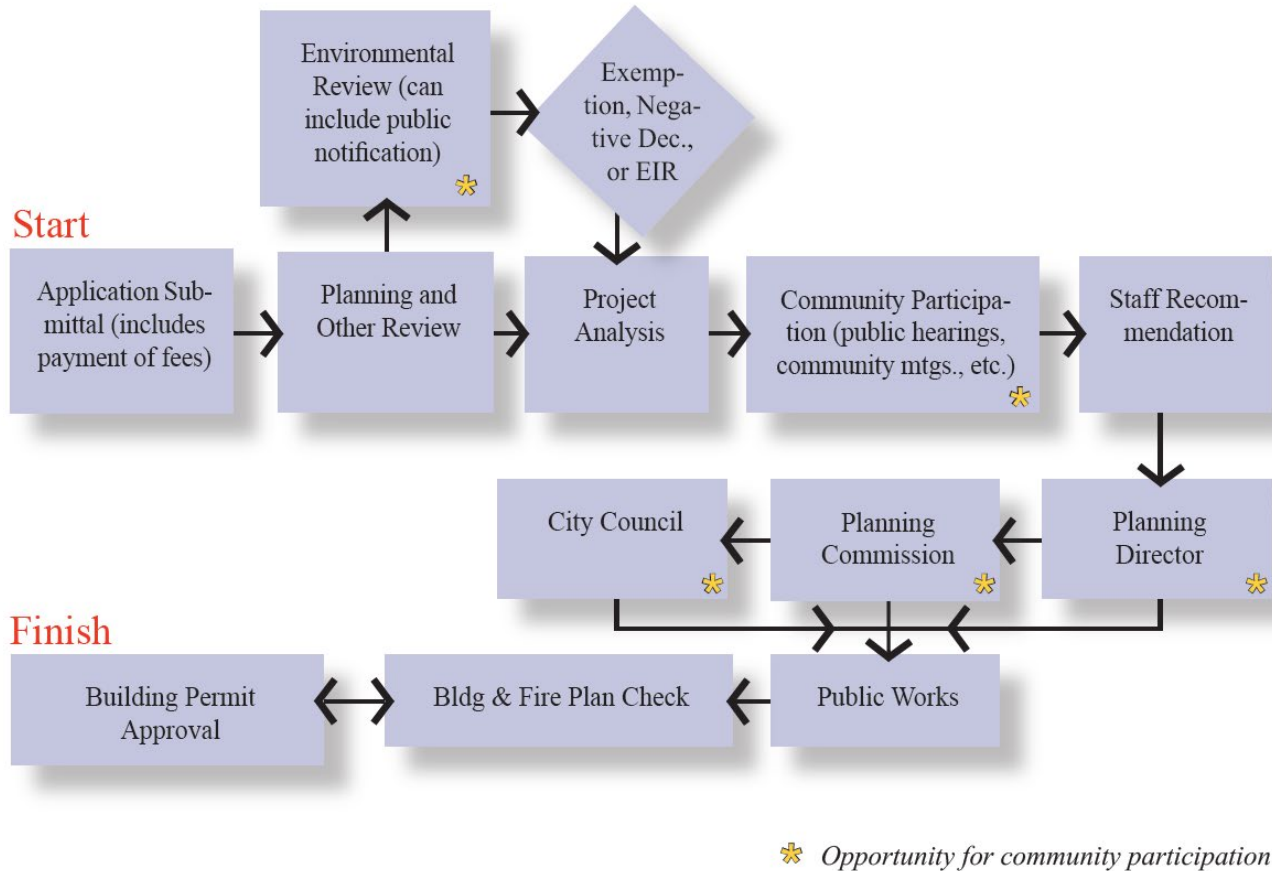 Start
Application Sub-
mittal (includes
payment of fees)
Planning and
Other Review
Environmental
Review (can
include public
notification)
*
Exemp-
tion, Nega-
tive Dec.,
or EIR
Project
Analysis
Community Participa-
tion (public hearings,
community mtgs., etc.)
*
Staff Recom-
mendation
Planning
Director
*
Planning
Commission
*
City Council
*
Public Works
Bldg & Fire Plan Check
Finish
Building Permit
Approval
* Opportunity for community participation